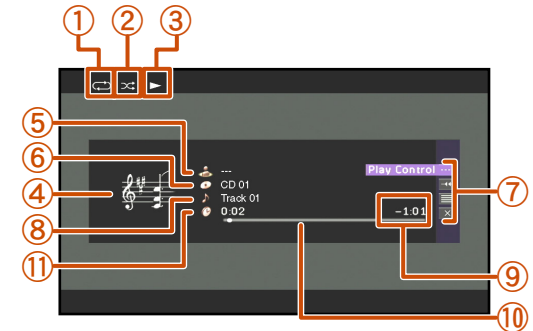 ① ② ③
⑤ --- Play Control ---
⑥ CD 01
④ ⑦
⑧ Track 01
⑪ 0:02 −1:01
⑨
⑩